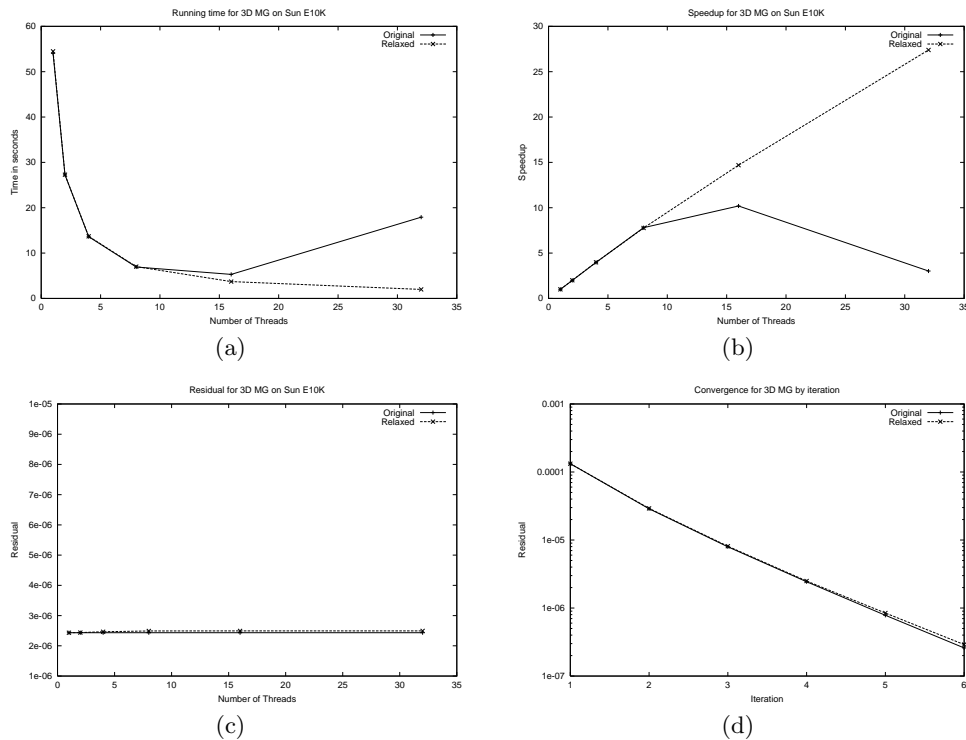 Running time for 3D MG on Sun E10K
Original
Relaxed
Time in seconds
60
50
40
30
20
10
0
0 5 10 15 20 25 30 35
Number of Threads
(a)
Speedup for 3D MG on Sun E10K
Original
Relaxed
Speedup
30
25
20
15
10
5
0
0 5 10 15 20 25 30 35
Number of Threads
(b)
Residual for 3D MG on Sun E10K
Original
Relaxed
Residual
1e-05
9e-06
8e-06
7e-06
6e-06
5e-06
4e-06
3e-06
2e-06
1e-06
0 5 10 15 20 25 30 35
Number of Threads
(c)
Convergence for 3D MG by iteration
Original
Relaxed
Residual
0.001
0.0001
1e-05
1e-06
1e-07
1 2 3 4 5 6
Iteration
(d)